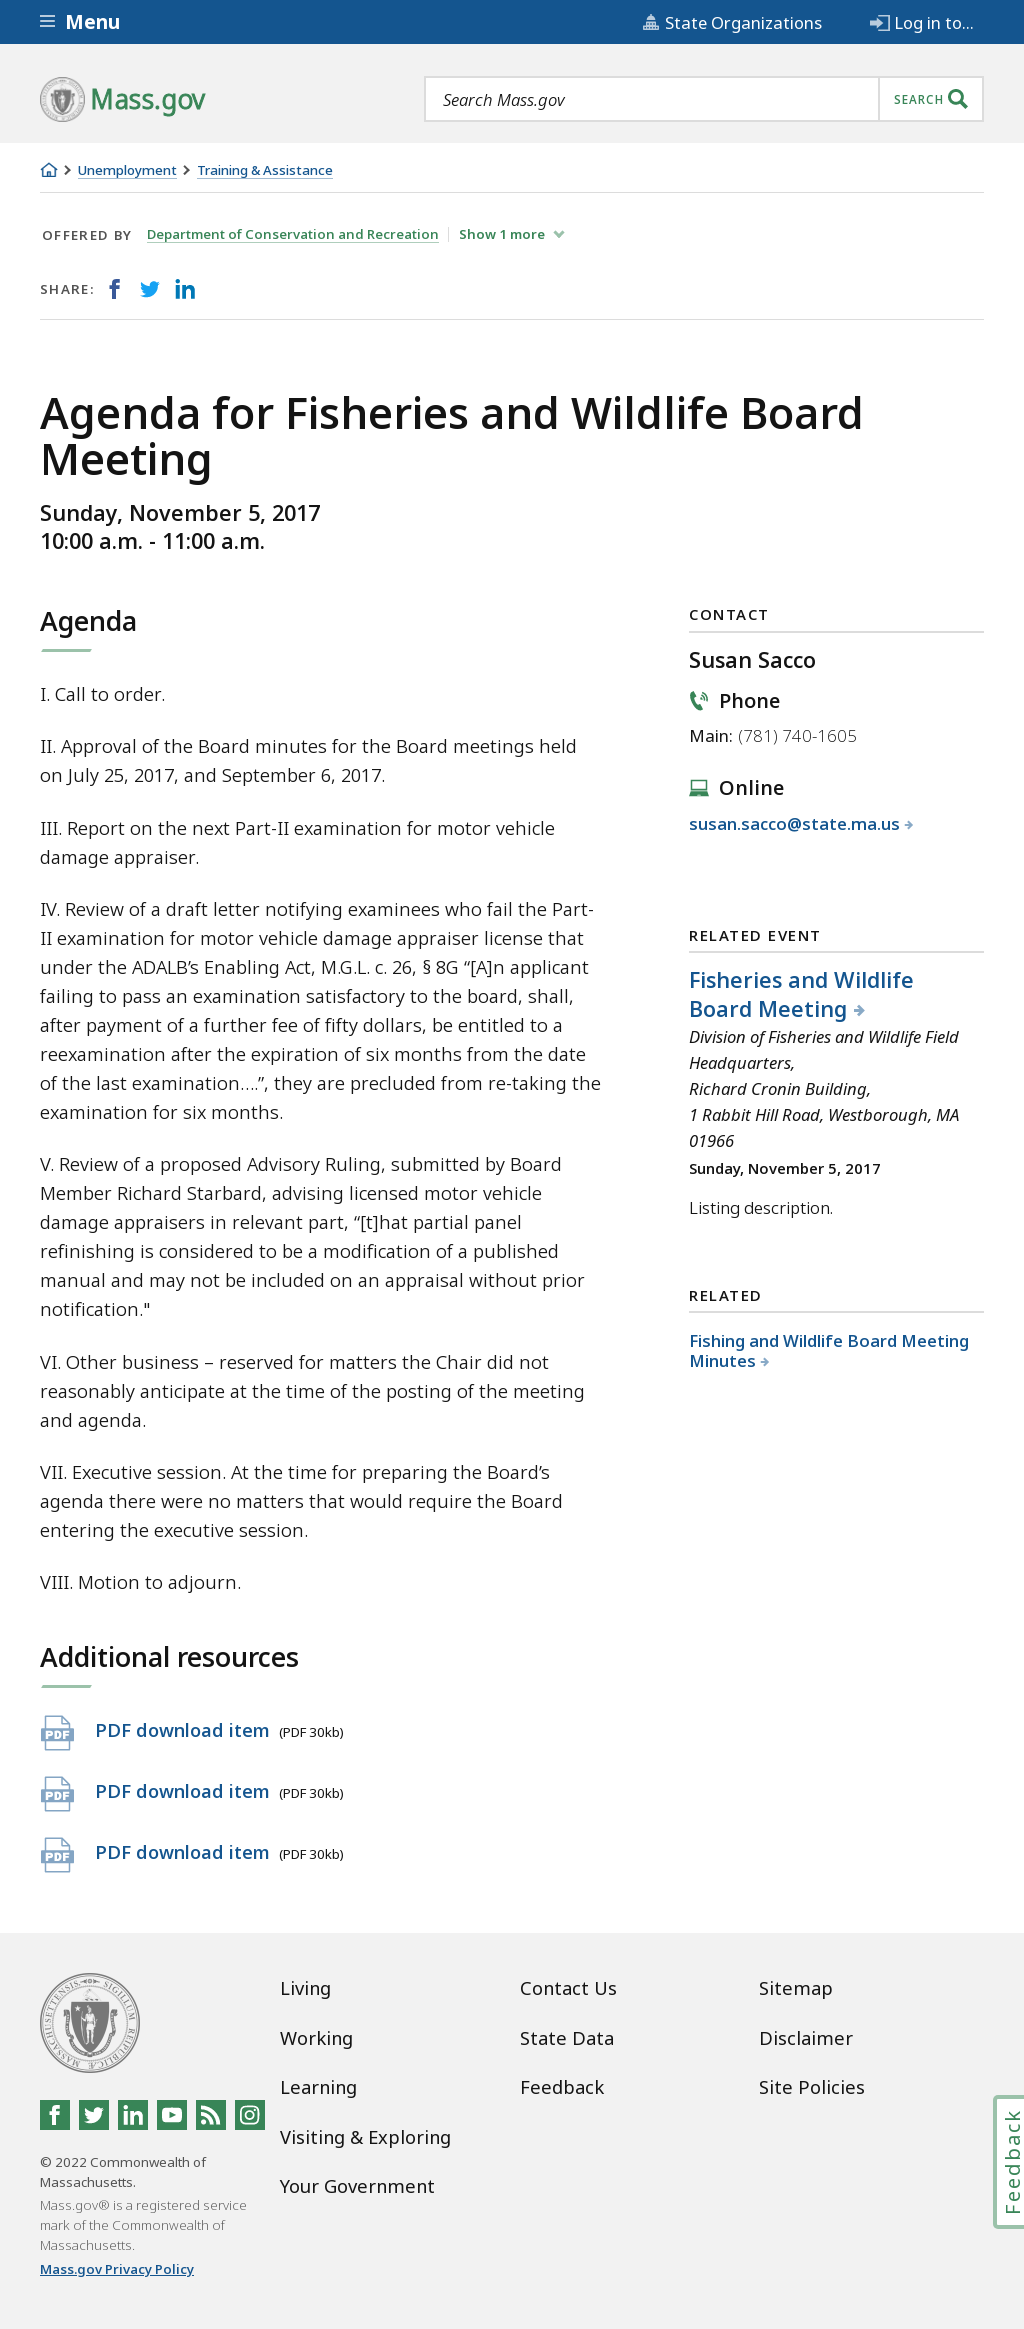 Menu
State Organizations
Log in to...
Mass.gov
Search Mass.gov
SEARCH
Unemployment
Training & Assistance
OFFERED BY
Department of Conservation and Recreation
Show 1 more
SHARE:
Agenda for Fisheries and Wildlife Board
Meeting
Sunday, November 5, 2017
10:00 a.m. - 11:00 a.m.
Agenda
I. Call to order.
II. Approval of the Board minutes for the Board meetings held
on July 25, 2017, and September 6, 2017.
III. Report on the next Part-II examination for motor vehicle
damage appraiser.
IV. Review of a draft letter notifying examinees who fail the Part-
II examination for motor vehicle damage appraiser license that
under the ADALB’s Enabling Act, M.G.L. c. 26, § 8G “[A]n applicant
failing to pass an examination satisfactory to the board, shall,
after payment of a further fee of fifty dollars, be entitled to a
reexamination after the expiration of six months from the date
of the last examination….”, they are precluded from re-taking the
examination for six months.
V. Review of a proposed Advisory Ruling, submitted by Board
Member Richard Starbard, advising licensed motor vehicle
damage appraisers in relevant part, “[t]hat partial panel
refinishing is considered to be a modification of a published
manual and may not be included on an appraisal without prior
notification."
VI. Other business – reserved for matters the Chair did not
reasonably anticipate at the time of the posting of the meeting
and agenda.
VII. Executive session. At the time for preparing the Board’s
agenda there were no matters that would require the Board
entering the executive session.
VIII. Motion to adjourn.
Additional resources
PDF
PDF download item (PDF 30kb)
PDF
PDF download item (PDF 30kb)
PDF
PDF download item (PDF 30kb)
CONTACT
Susan Sacco
Phone
Main: (781) 740-1605
Online
susan.sacco@state.ma.us
RELATED EVENT
Fisheries and Wildlife
Board Meeting
Division of Fisheries and Wildlife Field
Headquarters,
Richard Cronin Building,
1 Rabbit Hill Road, Westborough, MA
01966
Sunday, November 5, 2017
Listing description.
RELATED
Fishing and Wildlife Board Meeting
Minutes
Living
Working
Learning
Visiting & Exploring
Your Government
Contact Us
State Data
Feedback
Sitemap
Disclaimer
Site Policies
© 2022 Commonwealth of
Massachusetts.
Mass.gov® is a registered service
mark of the Commonwealth of
Massachusetts.
Mass.gov Privacy Policy
Feedback